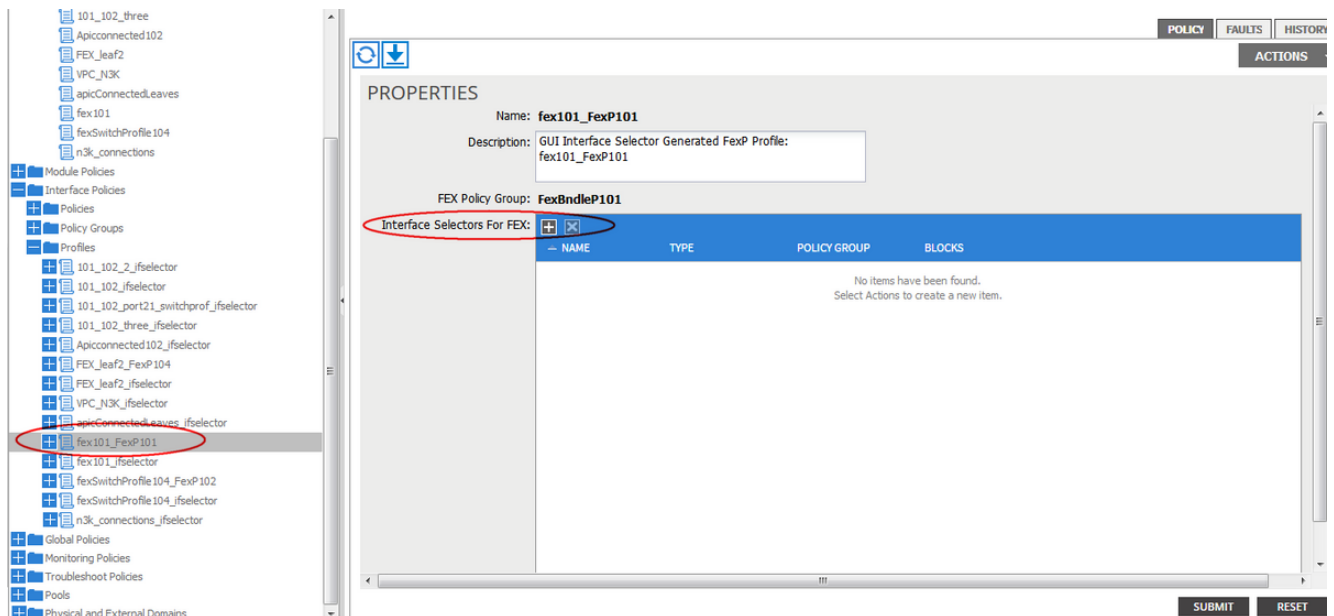 101_102_three
Apicconnected102
FEX_leaf2
VPC_N3K
apicConnectedLeaves
fex101
fexSwitchProfile104
n3k_connections
Module Policies
Interface Policies
Policies
Policy Groups
Profiles
101_102_2_ifselector
101_102_ifselector
101_102_port21_switchprof_ifselector
101_102_three_ifselector
Apicconnected102_ifselector
FEX_leaf2_FexP104
FEX_leaf2_ifselector
VPC_N3K_ifselector
apicConnectedLeaves_ifselector
fex101_FexP101
fex101_ifselector
fexSwitchProfile104_FexP102
fexSwitchProfile104_ifselector
n3k_connections_ifselector
Global Policies
Monitoring Policies
Troubleshoot Policies
Pools
Physical and External Domains
POLICY FAULTS HISTORY
ACTIONS
PROPERTIES
Name: fex101_FexP101
Description: GUI Interface Selector Generated FexP Profile:
fex101_FexP101
FEX Policy Group: FexBndleP101
Interface Selectors For FEX:
NAME TYPE POLICY GROUP BLOCKS
No items have been found.
Select Actions to create a new item.
SUBMIT RESET